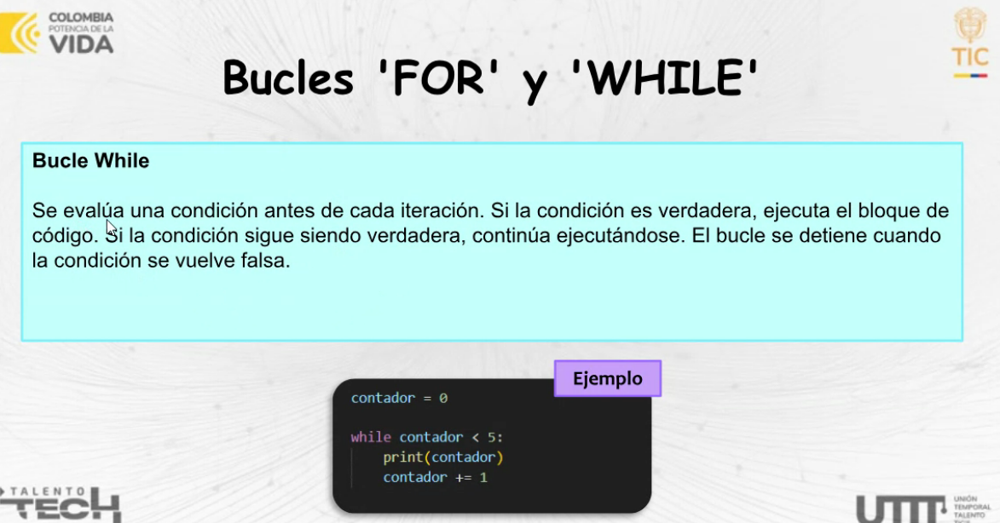 COLOMBIA
POTENCIA DE LA
VIDA
TIC
Bucles 'FOR' y 'WHILE'
Bucle While
Se evalúa una condición antes de cada iteración. Si la condición es verdadera, ejecuta el bloque de
código. Si la condición sigue siendo verdadera, continúa ejecutándose. El bucle se detiene cuando
la condición se vuelve falsa.
Ejemplo
contador = 0
while contador < 5:
    print(contador)
    contador += 1
TALENTO
TECH
UNIÓN
TEMPORAL
TALENTO